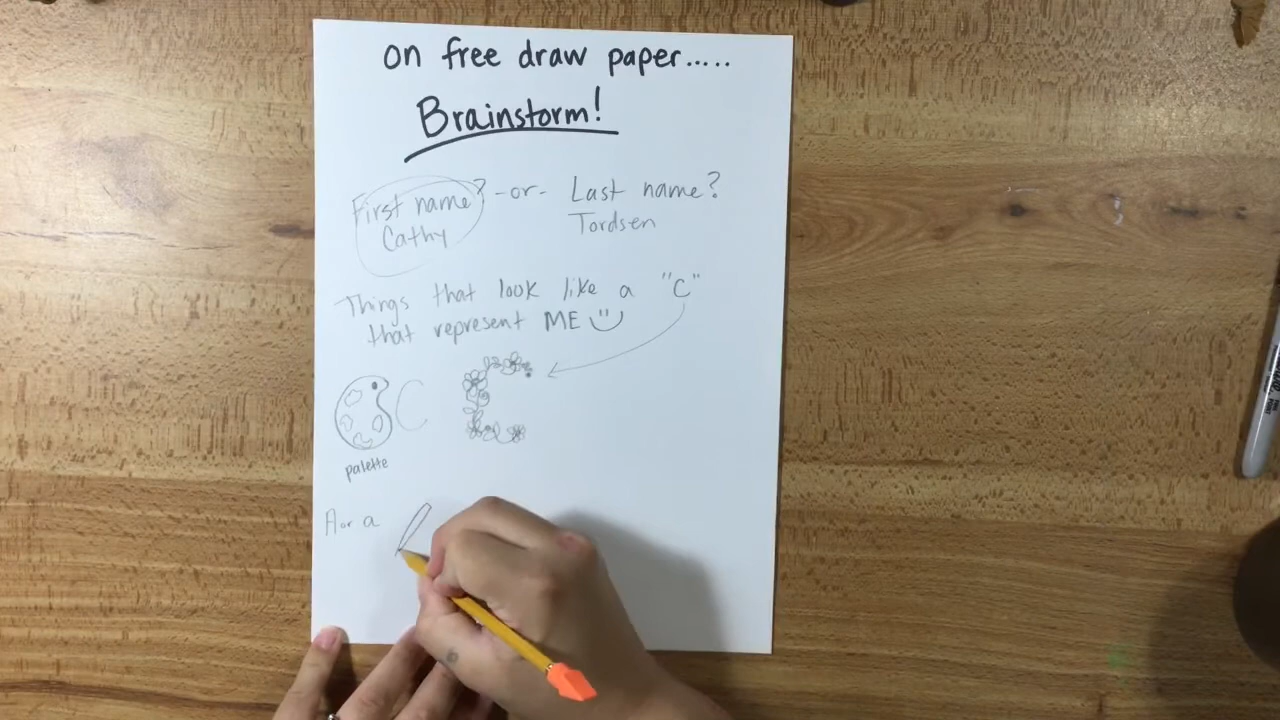 on free draw paper.....
Brainstorm!
First name? -or- Last name?
Cathy Tordsen
Things that look like a "C"
that represent ME
C
palette
A or a